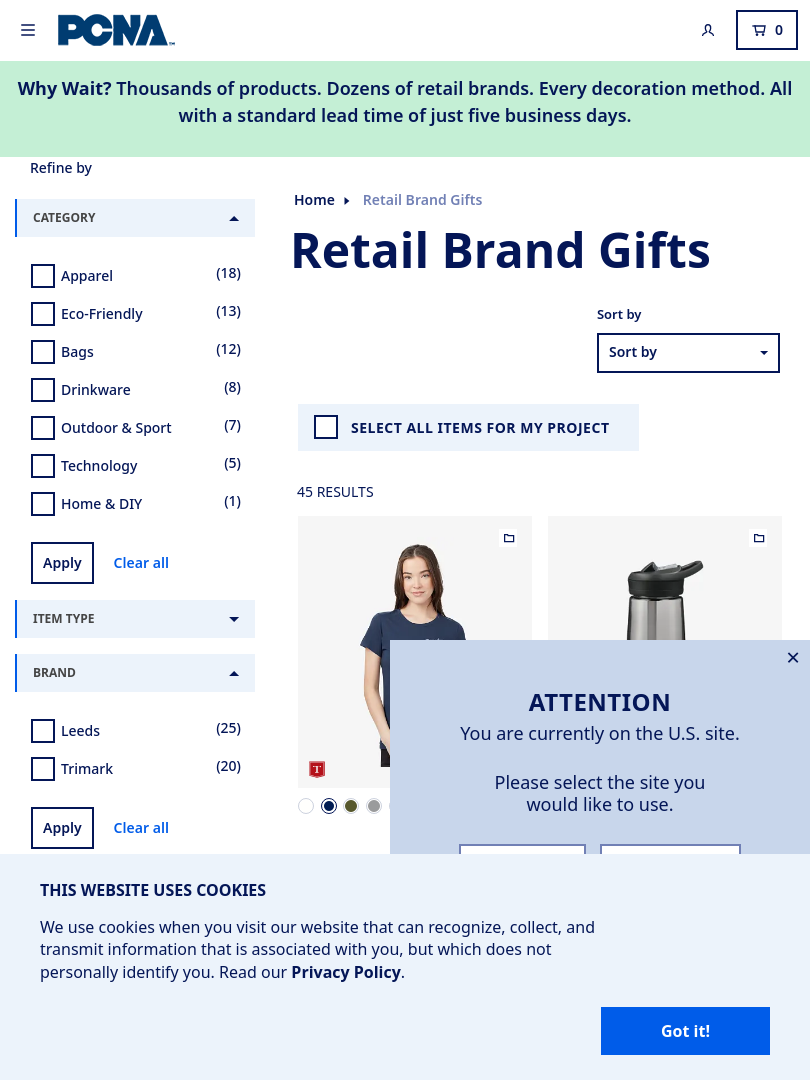 PCNA
0
Why Wait? Thousands of products. Dozens of retail brands. Every decoration method. All
with a standard lead time of just five business days.
Refine by
CATEGORY
Apparel (18)
Eco-Friendly (13)
Bags (12)
Drinkware (8)
Outdoor & Sport (7)
Technology (5)
Home & DIY (1)
Apply Clear all
ITEM TYPE
BRAND
Leeds (25)
Trimark (20)
Apply Clear all
Home Retail Brand Gifts
Retail Brand Gifts
Sort by
Sort by
SELECT ALL ITEMS FOR MY PROJECT
45 RESULTS
T
ATTENTION
You are currently on the U.S. site.
Please select the site you
would like to use.
THIS WEBSITE USES COOKIES
We use cookies when you visit our website that can recognize, collect, and
transmit information that is associated with you, but which does not
personally identify you. Read our Privacy Policy.
Got it!